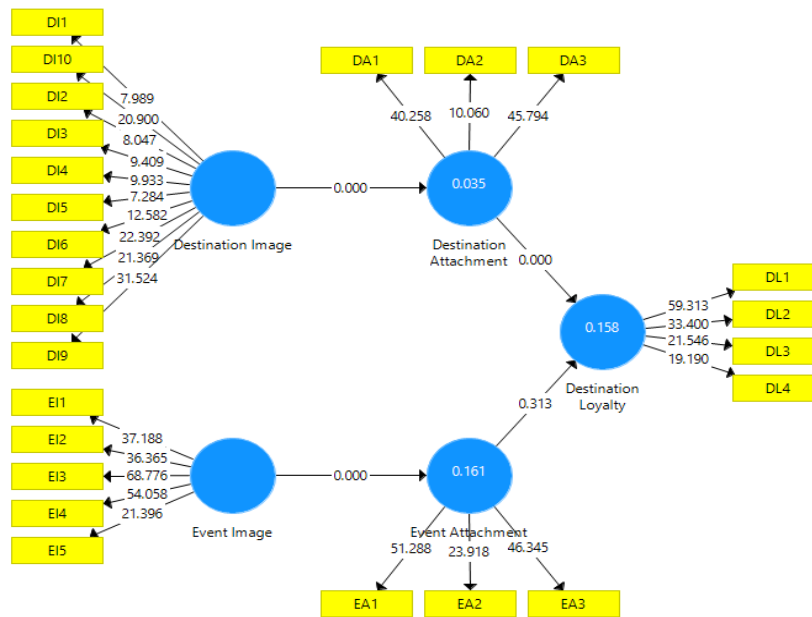 DI1
DI10
DI2
DI3
DI4
DI5
DI6
DI7
DI8
DI9
7.989
20.900
8.047
9.409
9.933
7.284
12.582
22.392
21.369
31.524
Destination Image
0.000
DA1
DA2
DA3
40.258
10.060
45.794
0.035
Destination
Attachment
0.000
EI1
EI2
EI3
EI4
EI5
37.188
36.365
68.776
54.058
21.396
Event Image
0.000
0.161
Event Attachment
51.288
23.918
46.345
EA1
EA2
EA3
0.313
0.158
Destination
Loyalty
59.313
33.400
21.546
19.190
DL1
DL2
DL3
DL4